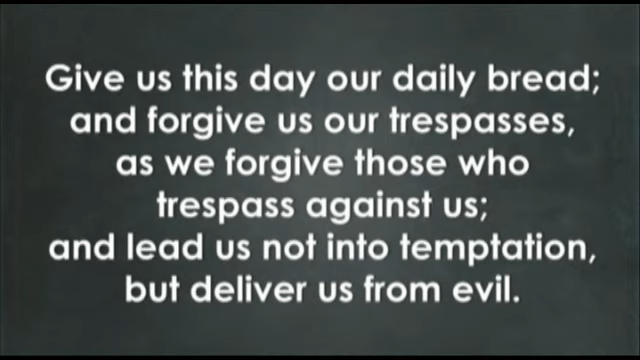 Give us this day our daily bread;
and forgive us our trespasses,
as we forgive those who
trespass against us;
and lead us not into temptation,
but deliver us from evil.